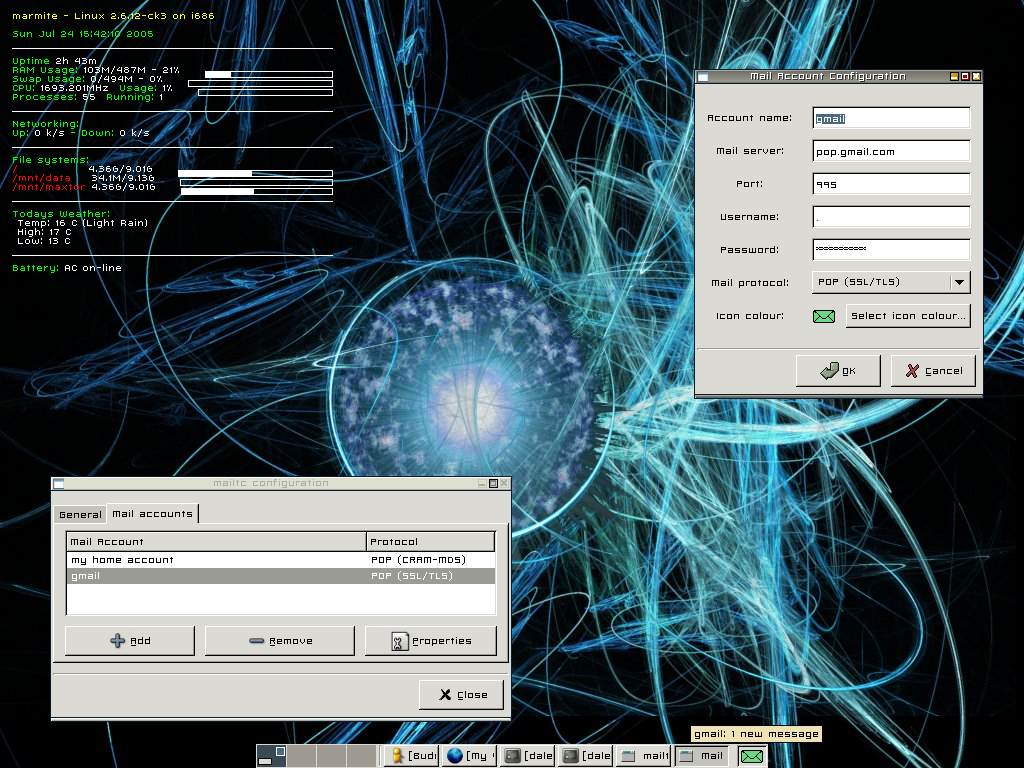 marmite - Linux 2.6.12-ck3 on i686
Sun Jul 24 15:42:10 2005
Uptime 2h 43m
RAM Usage: 103M/487M - 21%
Swap Usage: 0/494M - 0%
CPU: 1693.201MHz Usage: 1%
Processes: 55 Running: 1
Networking:
Up: 0 k/s - Down: 0 k/s
File systems:
/ 4.36G/9.01G
/mnt/data 34.1M/9.13G
/mnt/maxtor 4.36G/9.01G
Todays Weather:
Temp: 16 C (Light Rain)
High: 17 C
Low: 13 C
Battery: AC on-line
Mail Account Configuration
Account name: gmail
Mail server: pop.gmail.com
Port: 995
Username: .
Password: **********
Mail protocol: POP (SSL/TLS)
Icon colour: Select icon colour...
OK Cancel
mailtc configuration
General Mail accounts
Mail Account Protocol
my home account POP (CRAM-MD5)
gmail POP (SSL/TLS)
Add Remove Properties
Close
gmail: 1 new message
[Budd [My [dale [dale mailt Mail